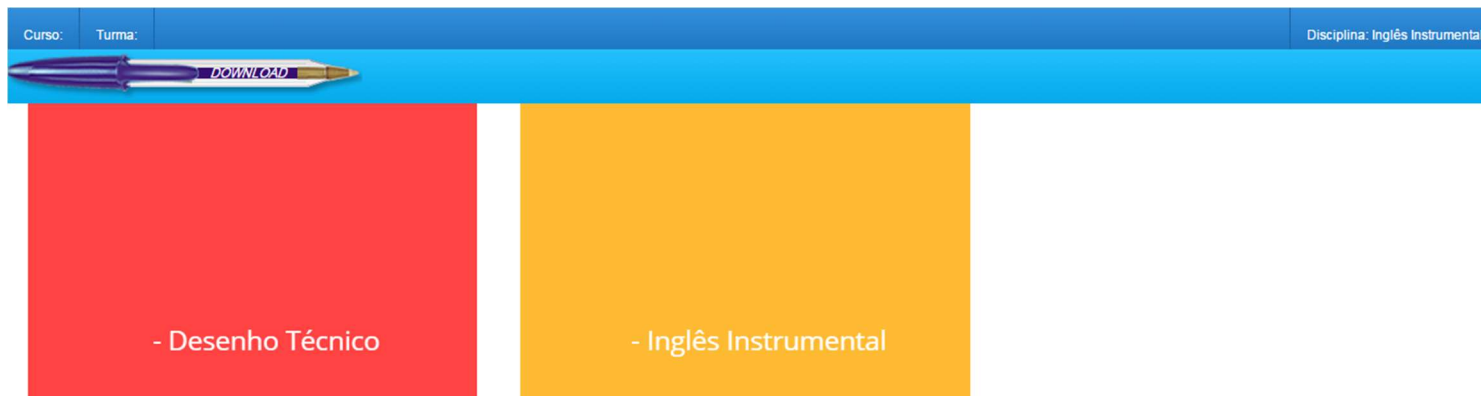 Curso: Turma: Disciplina: Inglês Instrumental
DOWNLOAD
- Desenho Técnico
- Inglês Instrumental